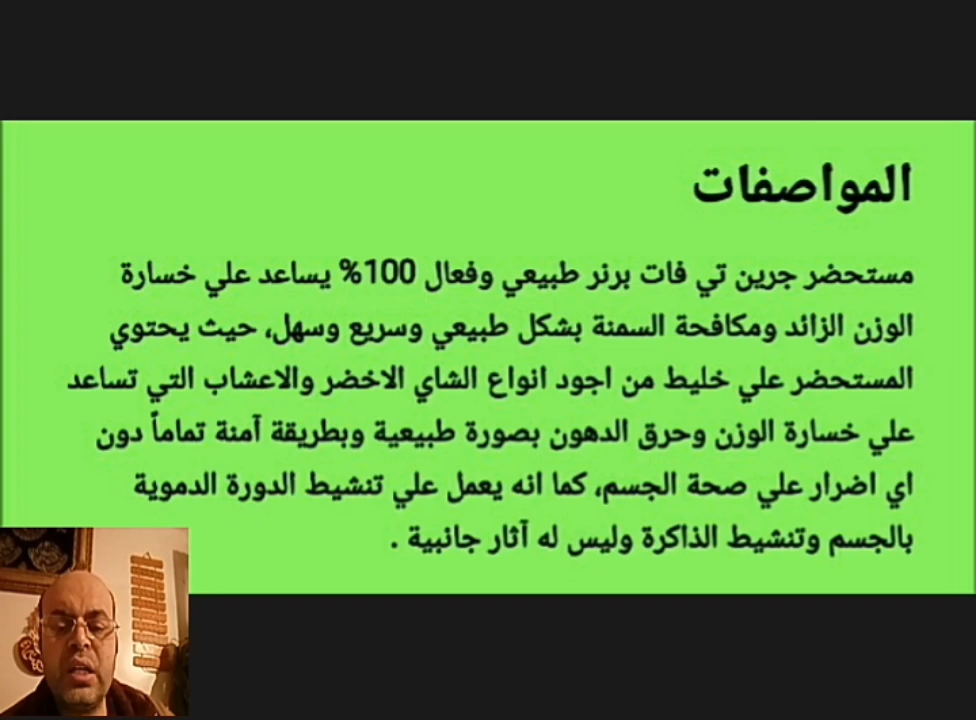 المواصفات
مستحضر جرين تي فات برنر طبيعي وفعال 100% يساعد علي خسارة
الوزن الزائد ومكافحة السمنة بشكل طبيعي وسريع وسهل، حيث يحتوي
المستحضر علي خليط من اجود انواع الشاي الاخضر والاعشاب التي تساعد
علي خسارة الوزن وحرق الدهون بصورة طبيعية وبطريقة آمنة تماماً دون
اي اضرار علي صحة الجسم، كما انه يعمل علي تنشيط الدورة الدموية
بالجسم وتنشيط الذاكرة وليس له آثار جانبية .